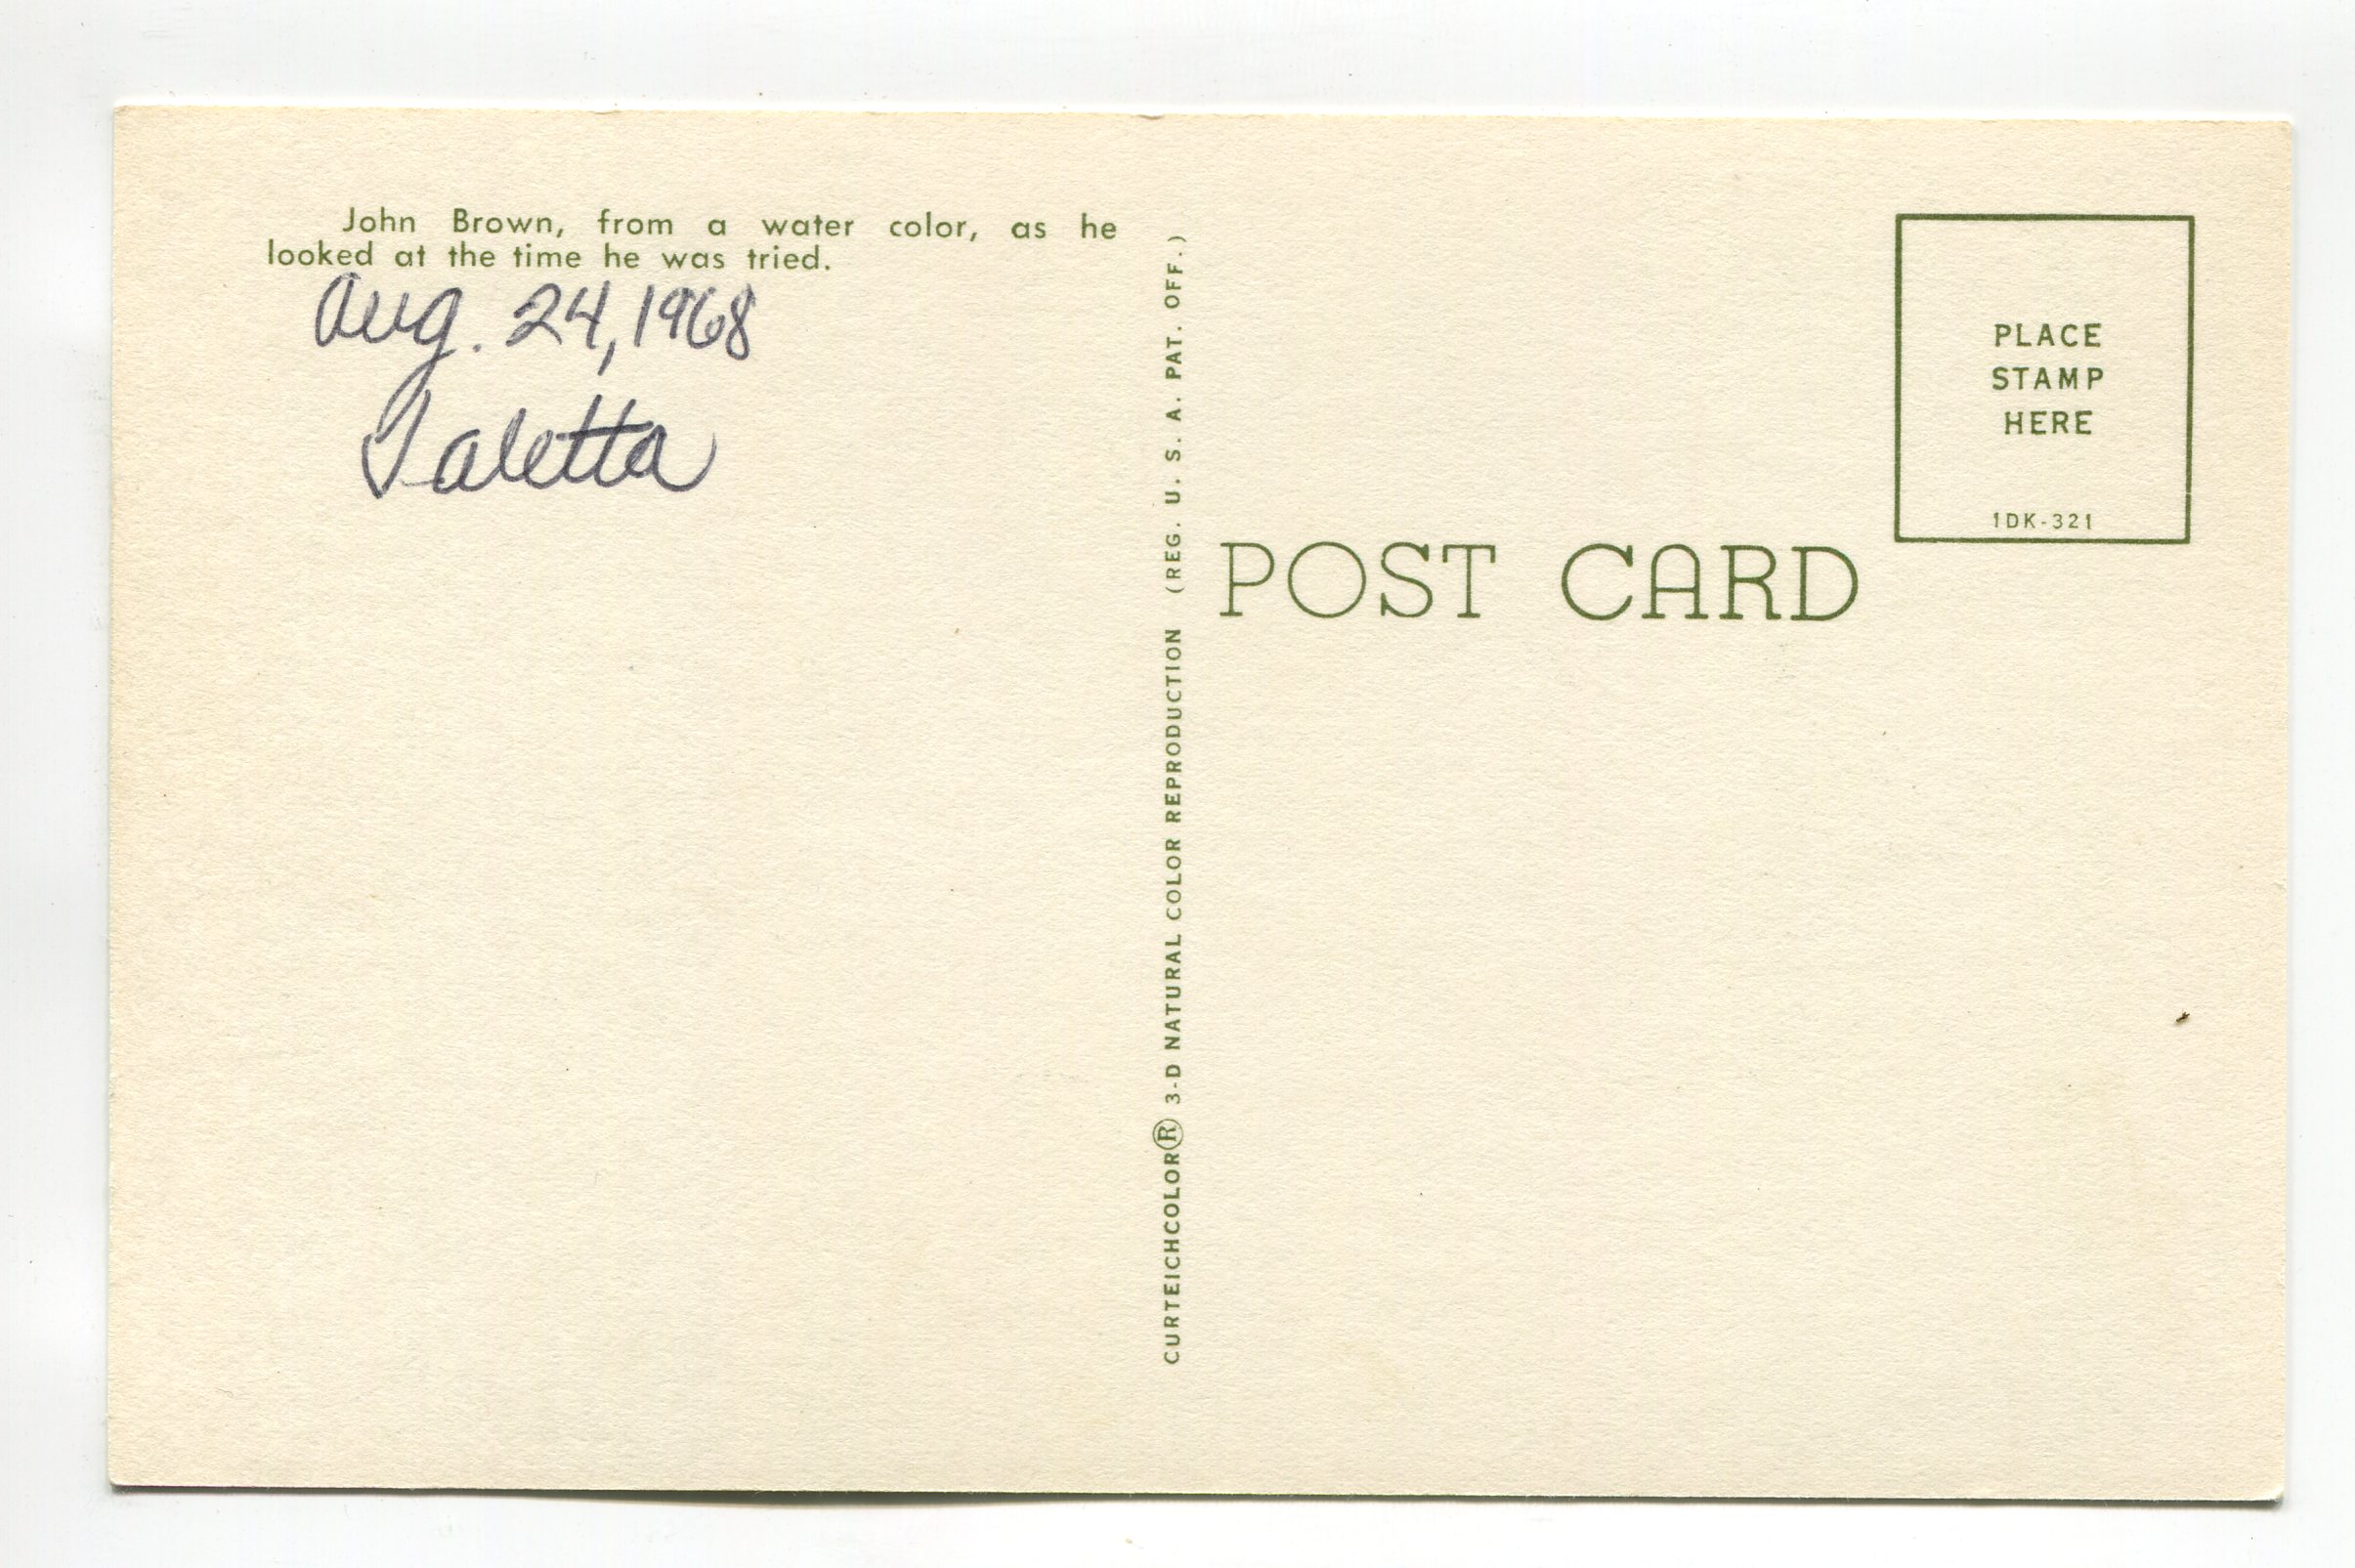 John Brown, from a water color, as he
looked at the time he was tried.
Aug. 24, 1968
Taletta
CURTEICHCOLOR® 3-D NATURAL COLOR REPRODUCTION (REG. U. S. A. PAT. OFF.)
POST CARD
PLACE
STAMP
HERE
1DK-321